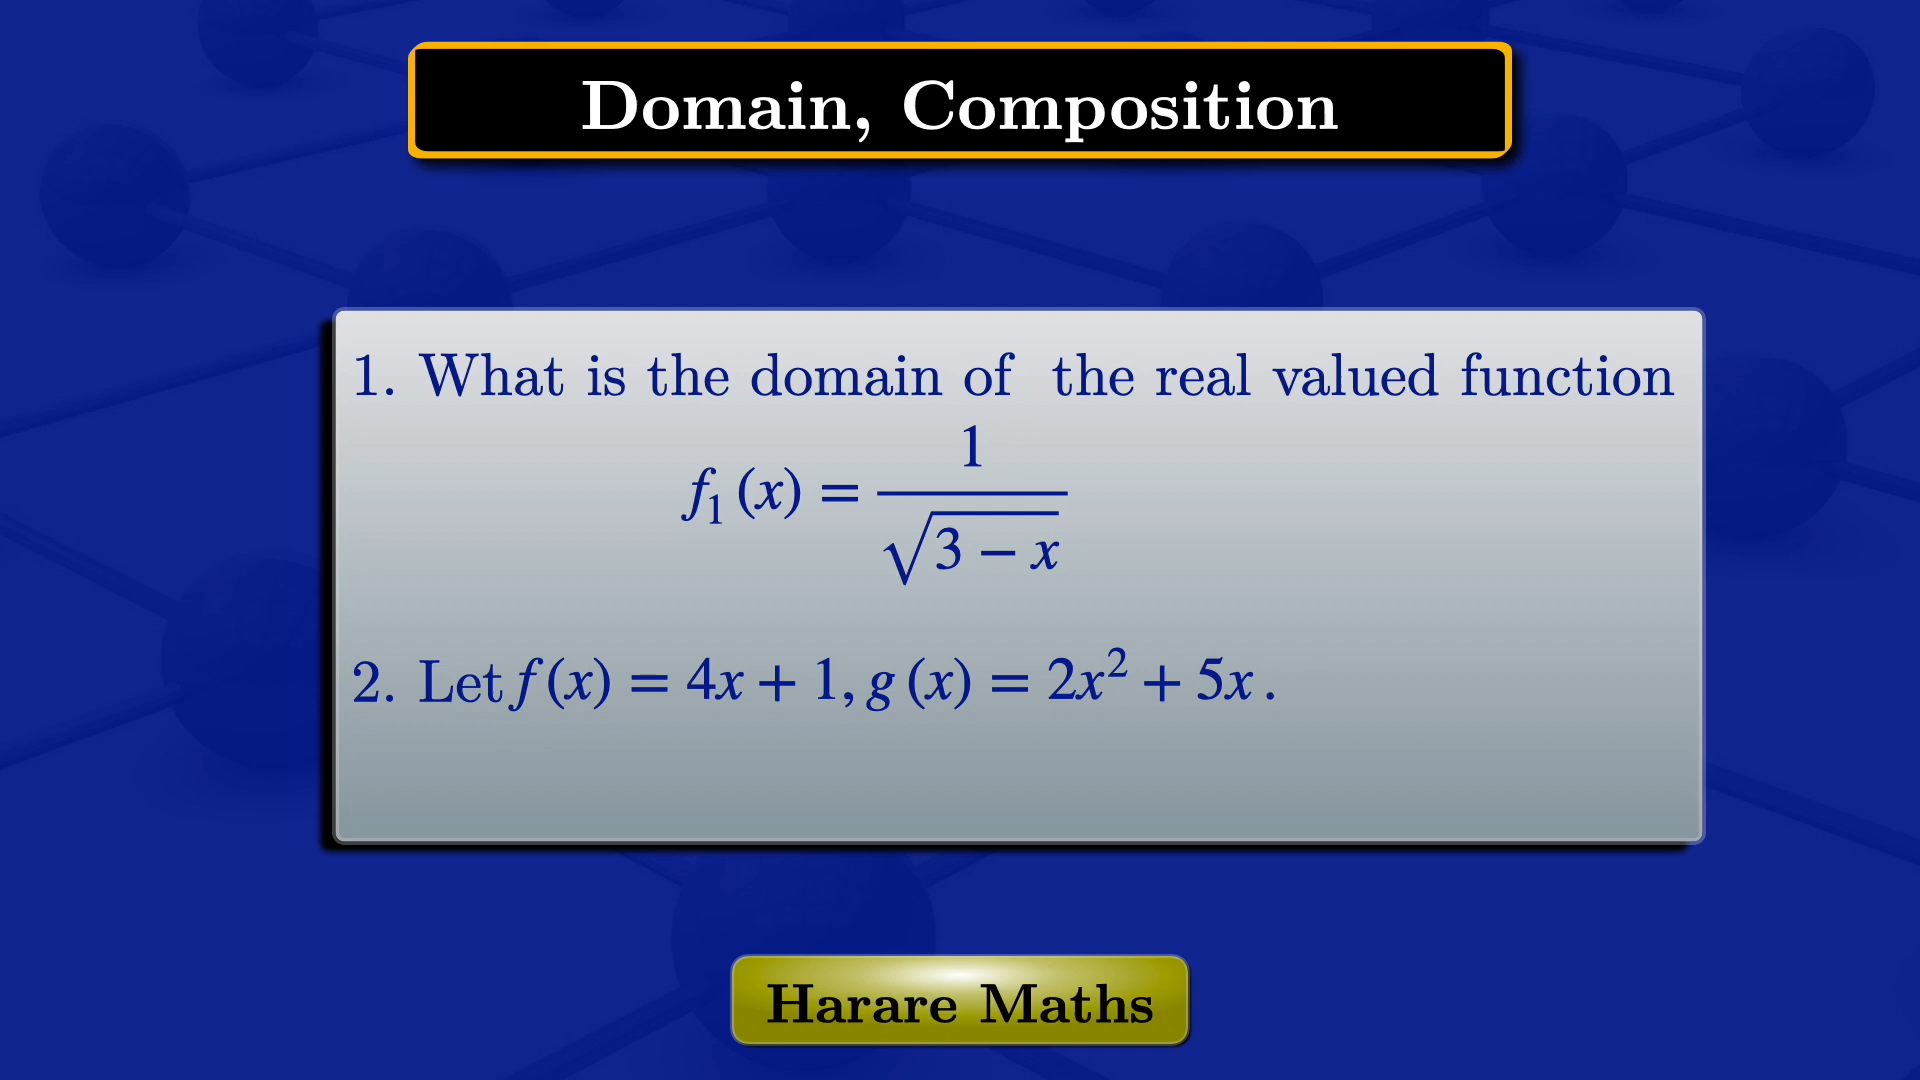 Domain, Composition
1. What is the domain of the real valued function
f₁(x) = 1/√(3 − x)
2. Let f(x) = 4x + 1, g(x) = 2x² + 5x.
Harare Maths